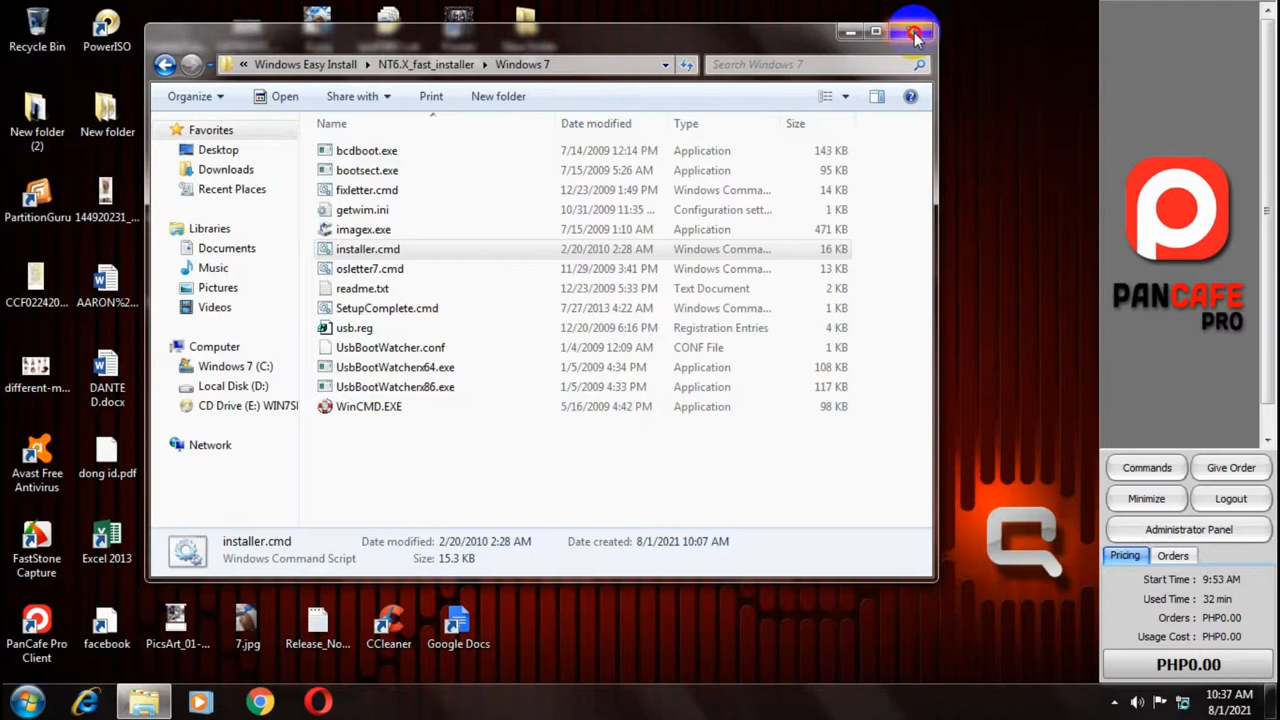 Recycle Bin
PowerISO
New folder (2)
New folder
PartitionGuru
144920231_...
CCF022420...
AARON%2...
different-m...
DANTE D.docx
Avast Free Antivirus
dong id.pdf
FastStone Capture
Excel 2013
PanCafe Pro Client
facebook
PicsArt_01-...
7.jpg
Release_No...
CCleaner
Google Docs
« Windows Easy Install NT6.X_fast_installer Windows 7
Search Windows 7
Organize Open Share with Print New folder
Favorites
Desktop
Downloads
Recent Places
Libraries
Documents
Music
Pictures
Videos
Computer
Windows 7 (C:)
Local Disk (D:)
CD Drive (E:) WIN7SI
Network
Name Date modified Type Size
bcdboot.exe 7/14/2009 12:14 PM Application 143 KB
bootsect.exe 7/15/2009 5:26 AM Application 95 KB
fixletter.cmd 12/23/2009 1:49 PM Windows Comma... 14 KB
getwim.ini 10/31/2009 11:35 ... Configuration sett... 1 KB
imagex.exe 7/15/2009 1:10 AM Application 471 KB
installer.cmd 2/20/2010 2:28 AM Windows Comma... 16 KB
osletter7.cmd 11/29/2009 3:41 PM Windows Comma... 13 KB
readme.txt 12/23/2009 5:33 PM Text Document 2 KB
SetupComplete.cmd 7/27/2013 4:22 AM Windows Comma... 1 KB
usb.reg 12/20/2009 6:16 PM Registration Entries 4 KB
UsbBootWatcher.conf 1/4/2009 12:09 AM CONF File 1 KB
UsbBootWatcherx64.exe 1/5/2009 4:34 PM Application 108 KB
UsbBootWatcherx86.exe 1/5/2009 4:33 PM Application 117 KB
WinCMD.EXE 5/16/2009 4:42 PM Application 98 KB
installer.cmd Date modified: 2/20/2010 2:28 AM Date created: 8/1/2021 10:07 AM
Windows Command Script Size: 15.3 KB
PANCAFE
PRO
Commands Give Order
Minimize Logout
Administrator Panel
Pricing Orders
Start Time : 9:53 AM
Used Time : 32 min
Orders : PHP0.00
Usage Cost : PHP0.00
PHP0.00
10:37 AM
8/1/2021